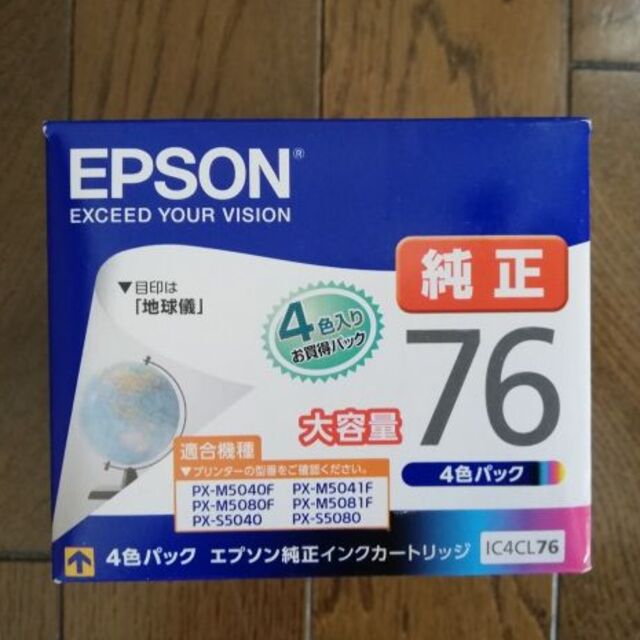 EPSON®
EXCEED YOUR VISION
▼目印は
「地球儀」
純正
4色入り
お買得パック
76
大容量
4色パック
適合機種
▼プリンターの型番をご確認ください。
PX-M5040F PX-M5041F
PX-M5080F PX-M5081F
PX-S5040 PX-S5080
4色パック エプソン純正インクカートリッジ IC4CL76